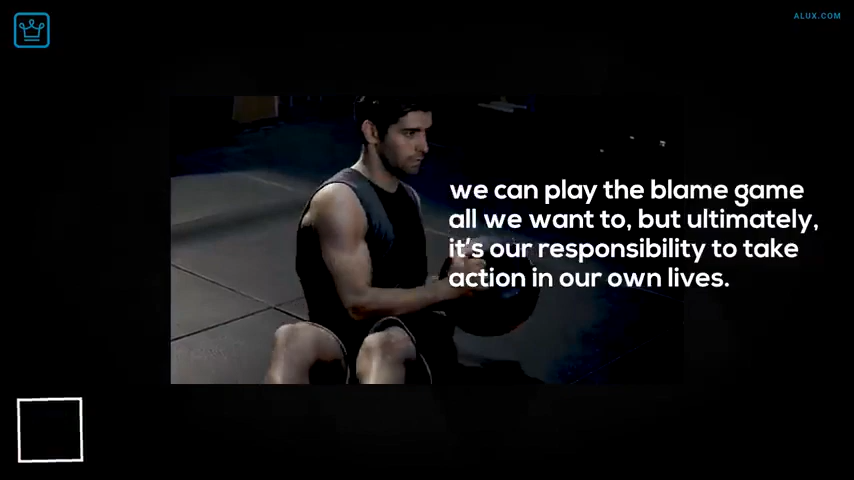 ALUX.COM
we can play the blame game
all we want to, but ultimately,
it's our responsibility to take
action in our own lives.